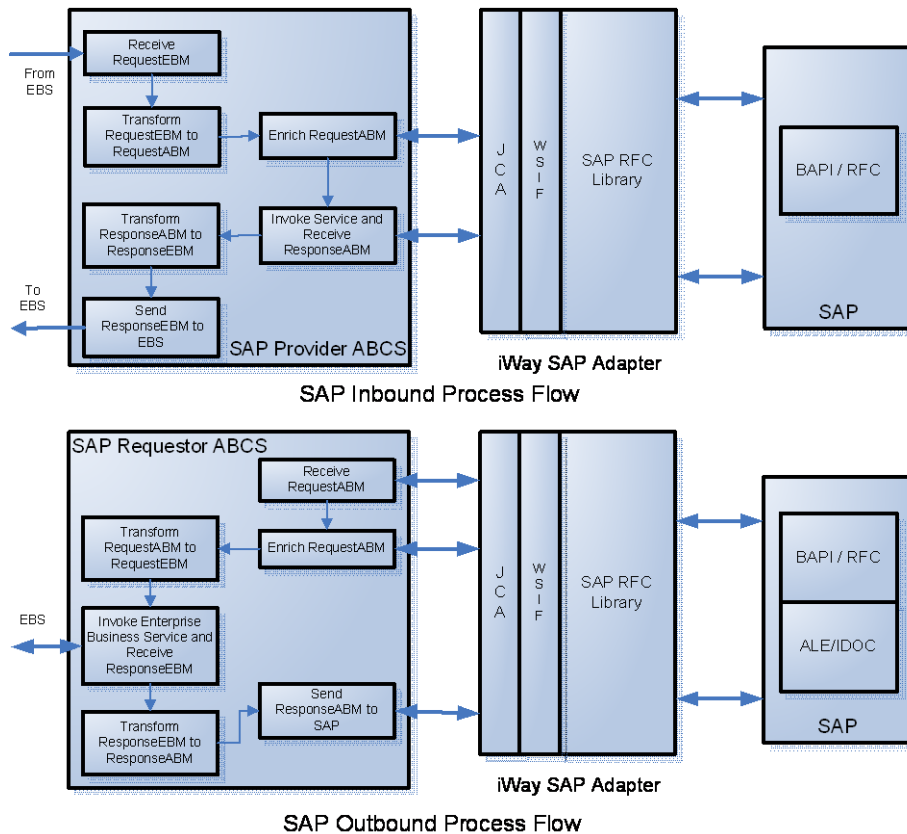 Receive
RequestEBM
From
EBS
Transform
RequestEBM to
RequestABM
Enrich RequestABM
Transform
ResponseABM to
ResponseEBM
Invoke Service and
Receive
ResponseABM
To
EBS
Send
ResponseEBM to
EBS
SAP Provider ABCS
J
C
A
W
S
I
F
SAP RFC
Library
BAPI / RFC
SAP
iWay SAP Adapter
SAP Inbound Process Flow
SAP Requestor ABCS
Receive
RequestABM
Transform
RequestABM to
RequestEBM
Enrich RequestABM
EBS
Invoke Enterprise
Business Service and
Receive
ResponseEBM
Transform
ResponseEBM to
ResponseABM
Send
ResponseABM to
SAP
J
C
A
W
S
I
F
SAP RFC
Library
BAPI / RFC
ALE/IDOC
SAP
iWay SAP Adapter
SAP Outbound Process Flow